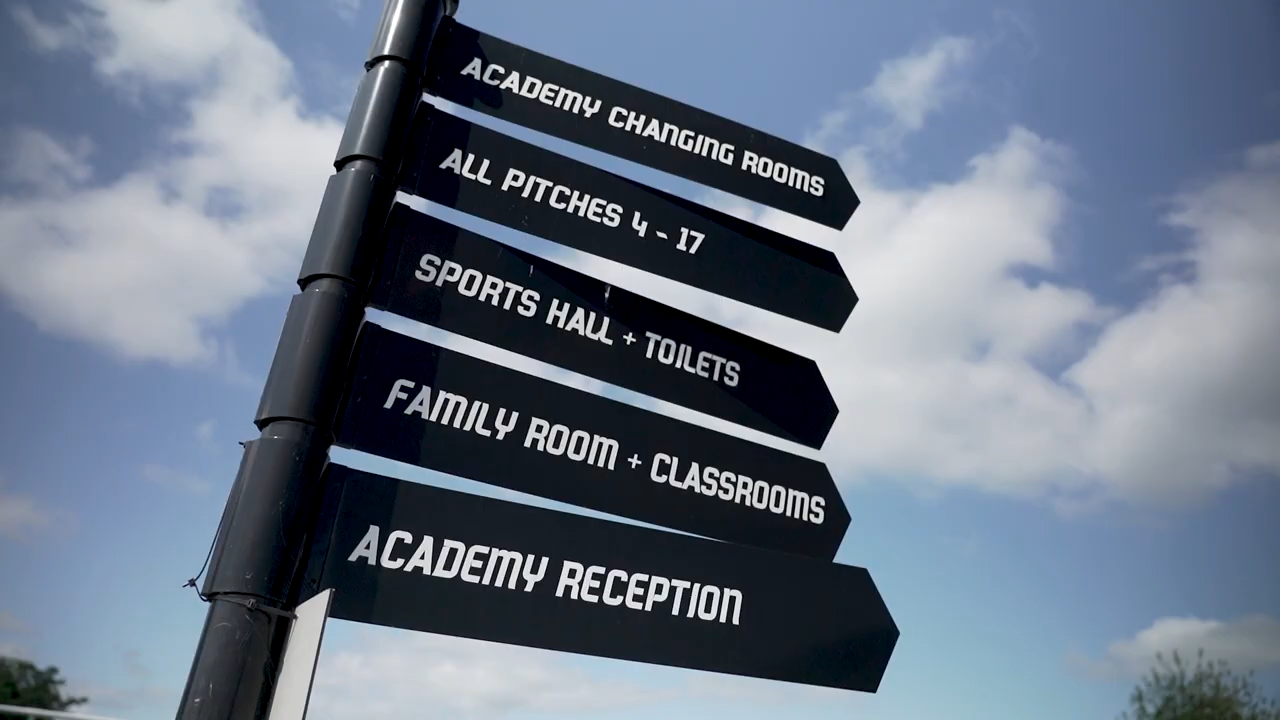 ACADEMY CHANGING ROOMS
ALL PITCHES 4 - 17
SPORTS HALL + TOILETS
FAMILY ROOM + CLASSROOMS
ACADEMY RECEPTION